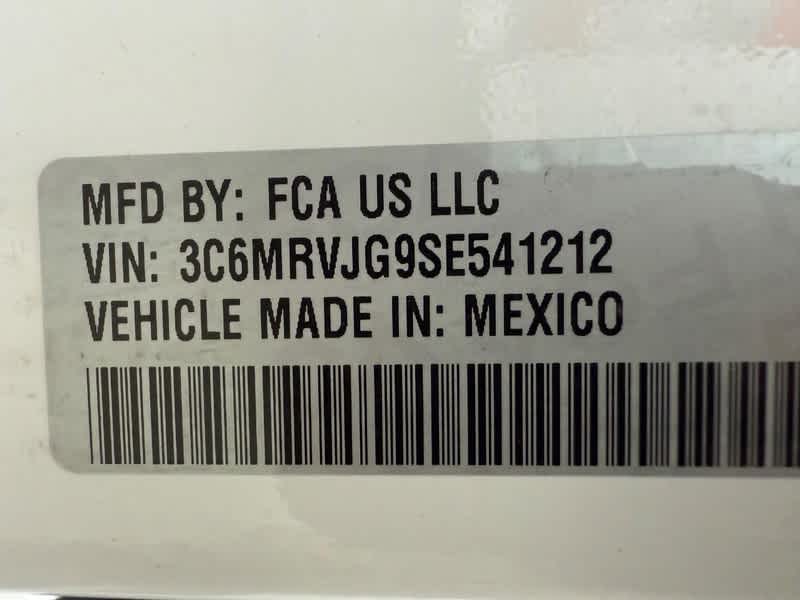 MFD BY: FCA US LLC
VIN: 3C6MRVJG9SE541212
VEHICLE MADE IN: MEXICO